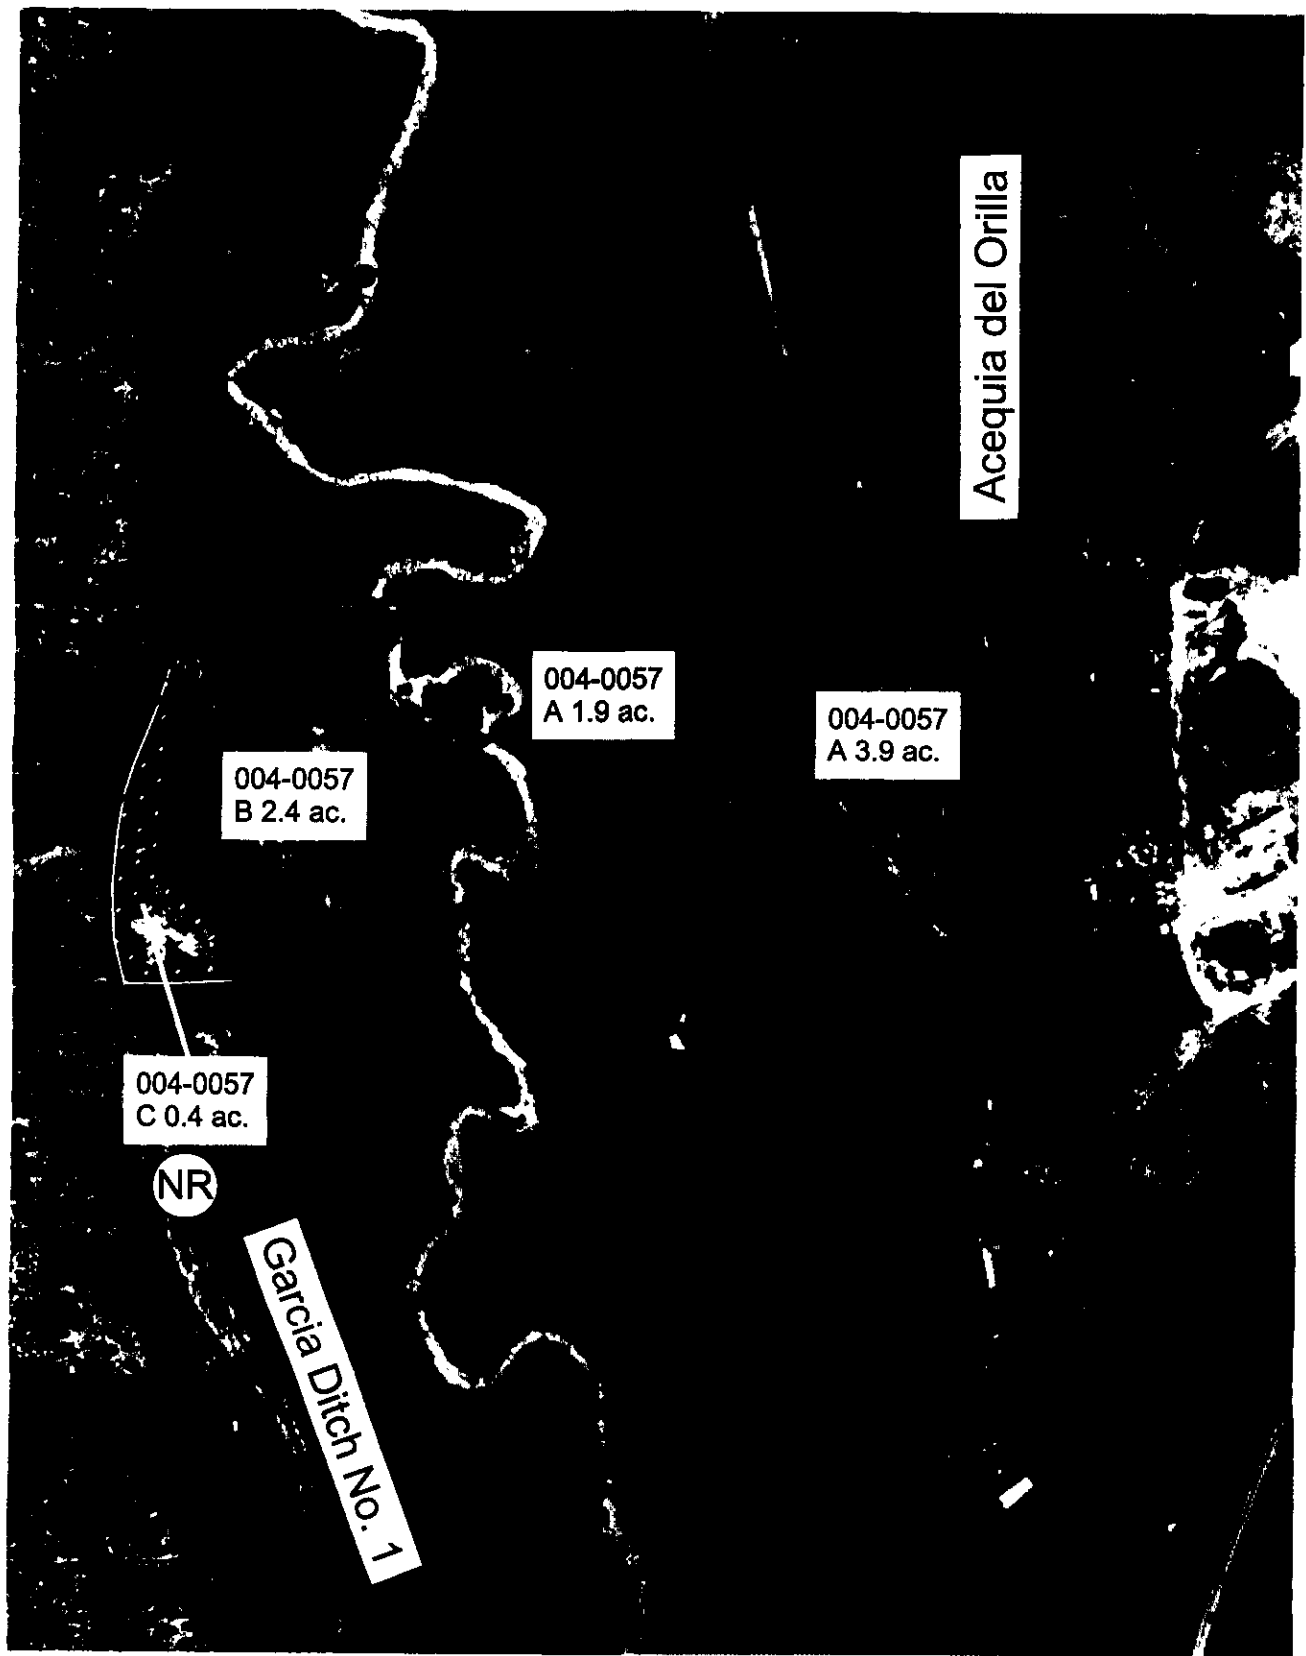 Acequia del Orilla
004-0057
A 1.9 ac.
004-0057
A 3.9 ac.
004-0057
B 2.4 ac.
004-0057
C 0.4 ac.
NR
Garcia Ditch No. 1